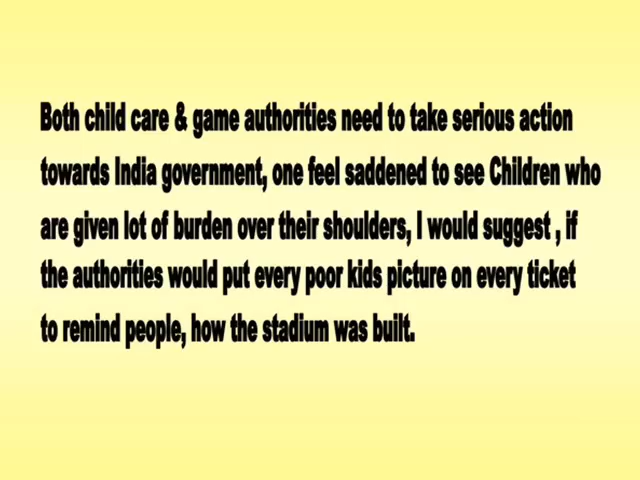 Both child care & game authorities need to take serious action
towards India government, one feel saddened to see Children who
are given lot of burden over their shoulders, I would suggest , if
the authorities would put every poor kids picture on every ticket
to remind people, how the stadium was built.